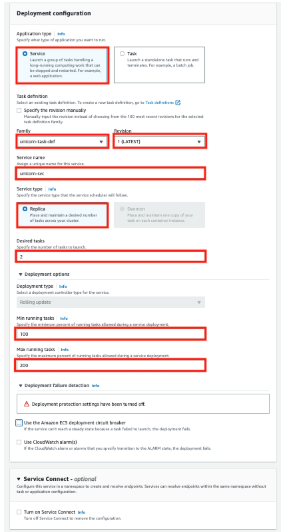 Deployment configuration
Application type | Info
Specify what type of application you want to run.
Service
Launch a group of tasks handling a long-running computing work that can be stopped and restarted. For example, a web application.
Task
Launch a standalone task that runs and terminates. For example, a batch job.
Task definition
Select an existing task definition. To create a new task definition, go to Task definitions
Specify the revision manually
Manually input the revision instead of choosing from the 100 most recent revisions for the selected task definition family.
Family
Revision
unicorn-task-def
1 (LATEST)
Service name
Assign a unique name for this service.
unicorn-svc
Service type | Info
Specify the service type that the service scheduler will follow.
Replica
Place and maintain a desired number of tasks across your cluster.
Daemon
Place and maintain one copy of your task on each container instance.
Desired tasks
Specify the number of tasks to launch.
2
Deployment options
Deployment type | Info
Select a deployment controller type for the service.
Rolling update
Min running tasks | Info
Specify the minimum percent of running tasks allowed during a service deployment.
100
Max running tasks | Info
Specify the maximum percent of running tasks allowed during a service deployment.
200
Deployment failure detection Info
Deployment protection settings have been turned off.
Use the Amazon ECS deployment circuit breaker
If the service can't reach a steady state because a task failed to launch, the deployment fails.
Use CloudWatch alarm(s)
If the CloudWatch alarm or alarms that you specify transition to the ALARM state, the deployment fails.
Service Connect - optional
Configure this service in a namespace to create and resolve endpoints. Services can resolve endpoints within the same namespace without task or application configuration.
Turn on Service Connect Info
Turn off Service Connect to remove the configuration.